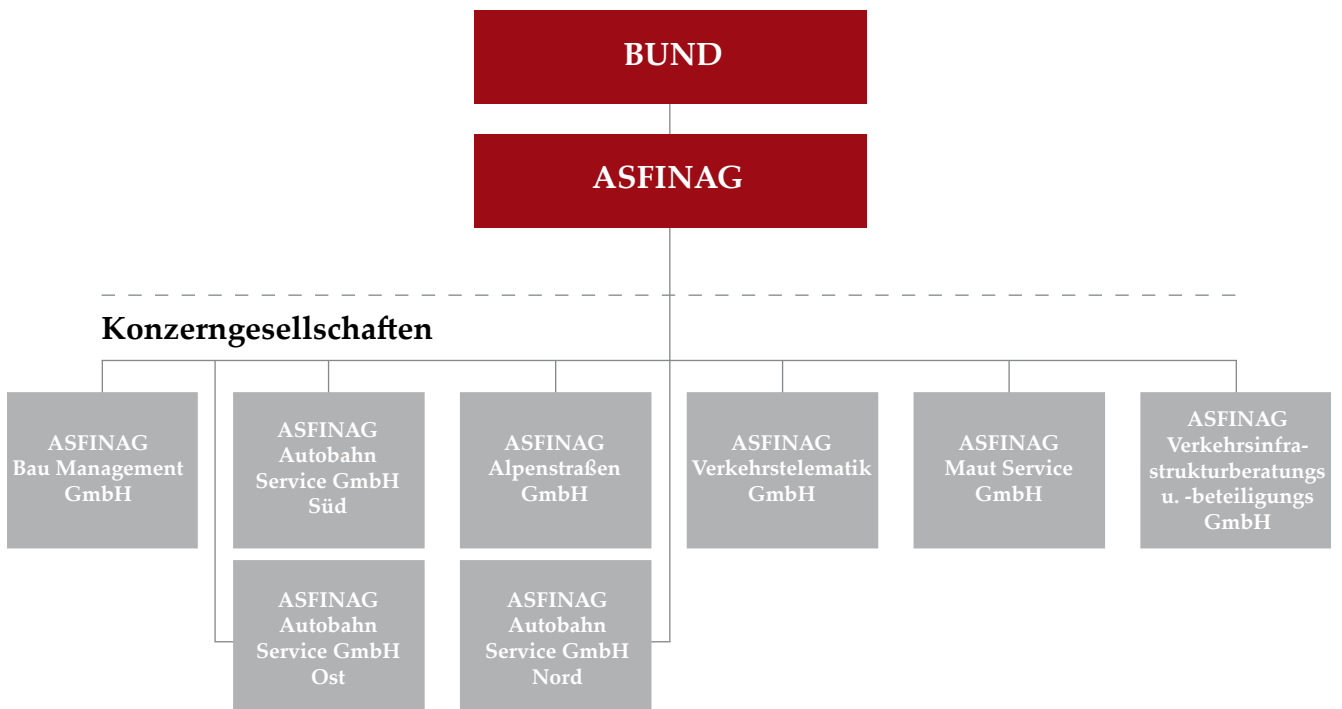 BUND
ASFINAG
Konzerngesellschaften
ASFINAG
Bau Management
GmbH
ASFINAG
Autobahn
Service GmbH
Süd
ASFINAG
Alpenstraßen
GmbH
ASFINAG
Verkehrstelematik
GmbH
ASFINAG
Maut Service
GmbH
ASFINAG
Verkehrsinfra-
strukturberatungs
u. -beteiligungs
GmbH
ASFINAG
Autobahn
Service GmbH
Ost
ASFINAG
Autobahn
Service GmbH
Nord